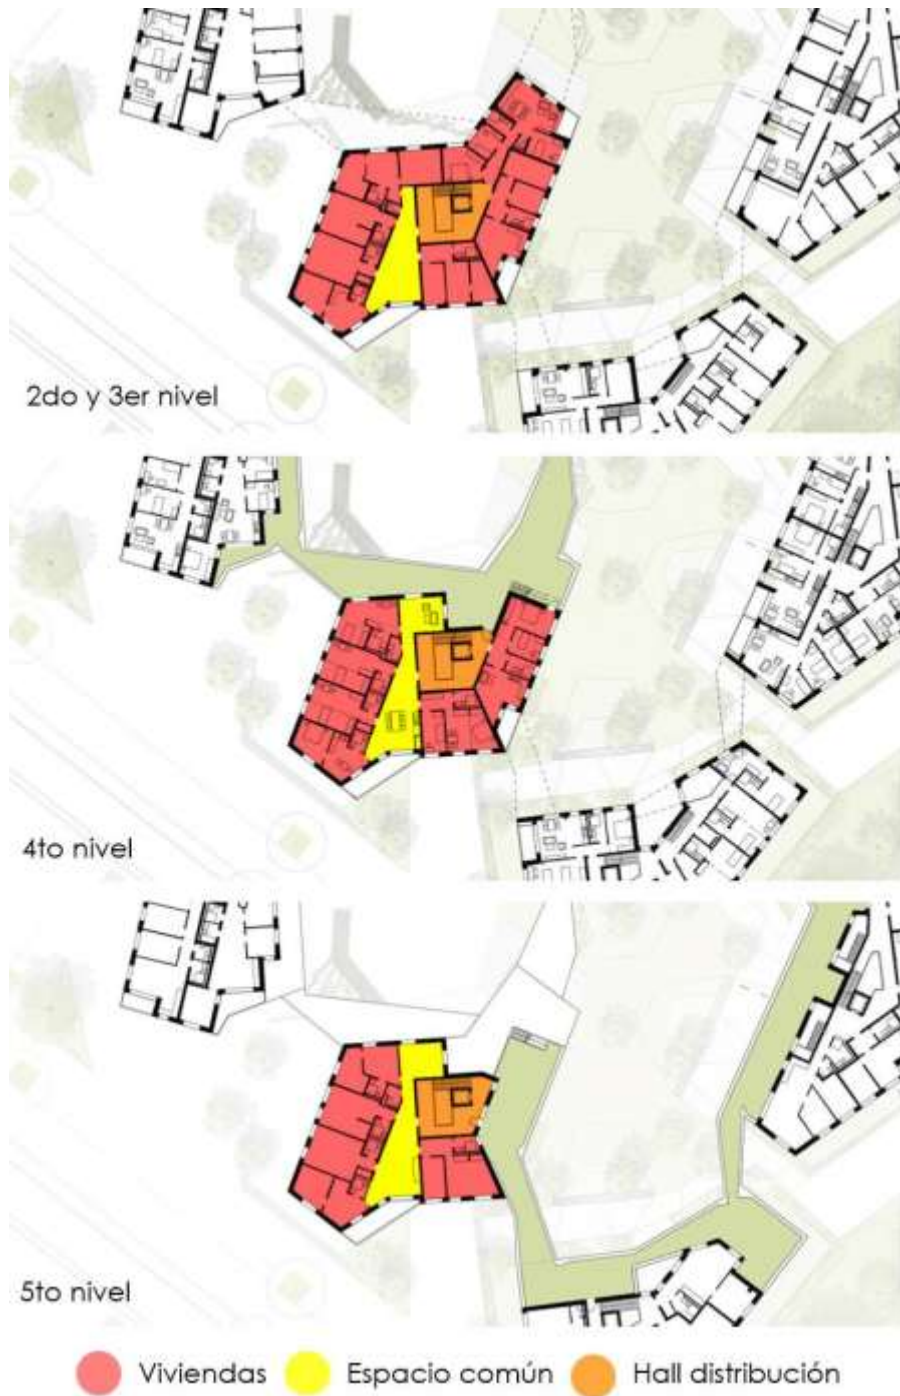 2do y 3er nivel
4to nivel
5to nivel
Viviendas Espacio común Hall distribución